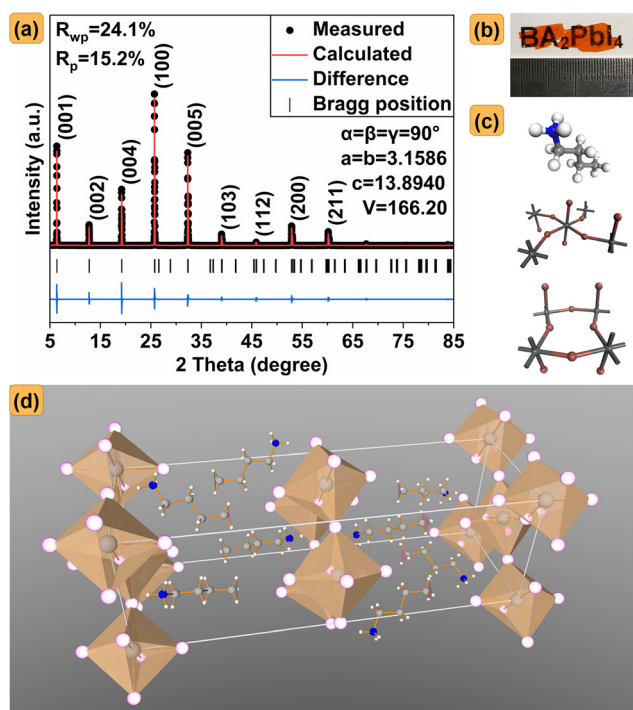 (a)
R_wp=24.1%
R_p=15.2%
Measured
Calculated
Difference
Bragg position
α=β=γ=90°
a=b=3.1586
c=13.8940
V=166.20
(001)
(002)
(004)
(100)
(005)
(103)
(112)
(200)
(211)
Intensity (a.u.)
5 15 25 35 45 55 65 75 85
2 Theta (degree)
(b)
BA₂PbI₄
(c)
(d)